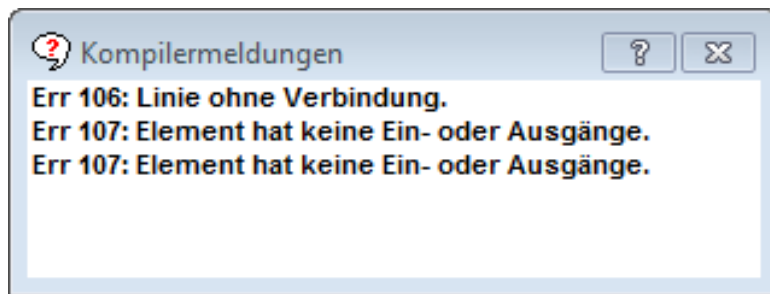 Kompilermeldungen
Err 106: Linie ohne Verbindung.
Err 107: Element hat keine Ein- oder Ausgänge.
Err 107: Element hat keine Ein- oder Ausgänge.